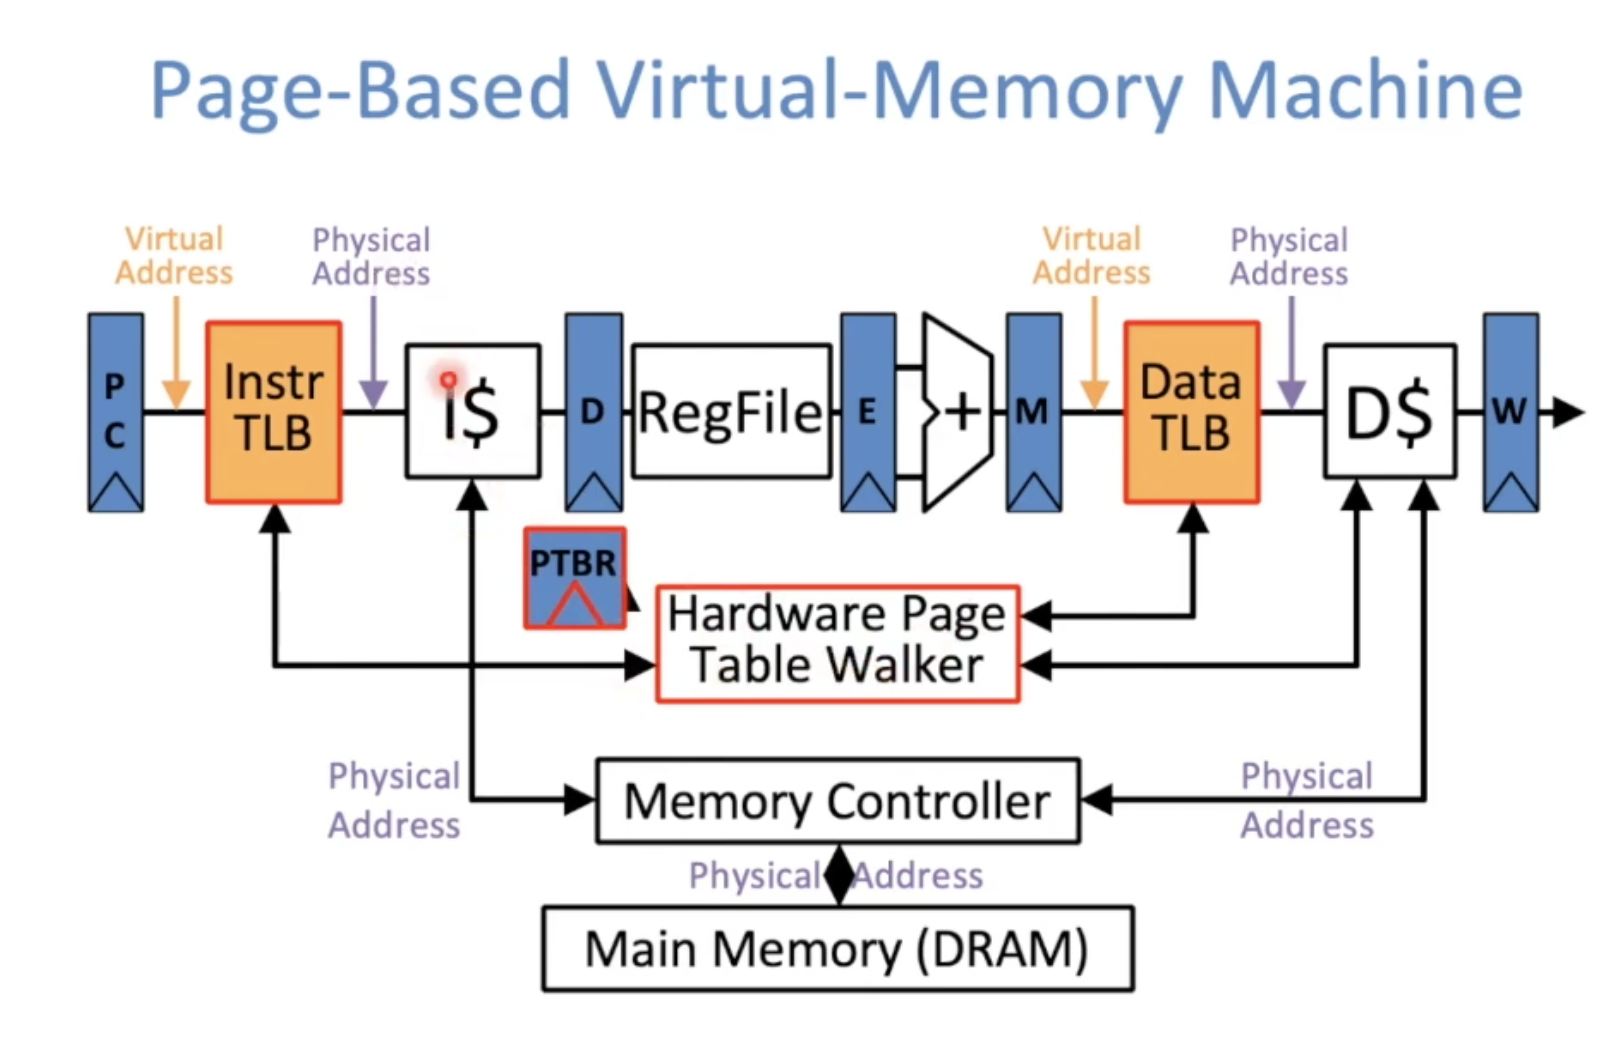 Page-Based Virtual-Memory Machine
Virtual
Address
Physical
Address
Virtual
Address
Physical
Address
P
C
Instr
TLB
I$
D
RegFile
E
+
M
Data
TLB
D$
W
PTBR
Hardware Page
Table Walker
Physical
Address
Memory Controller
Physical
Address
Physical Address
Main Memory (DRAM)